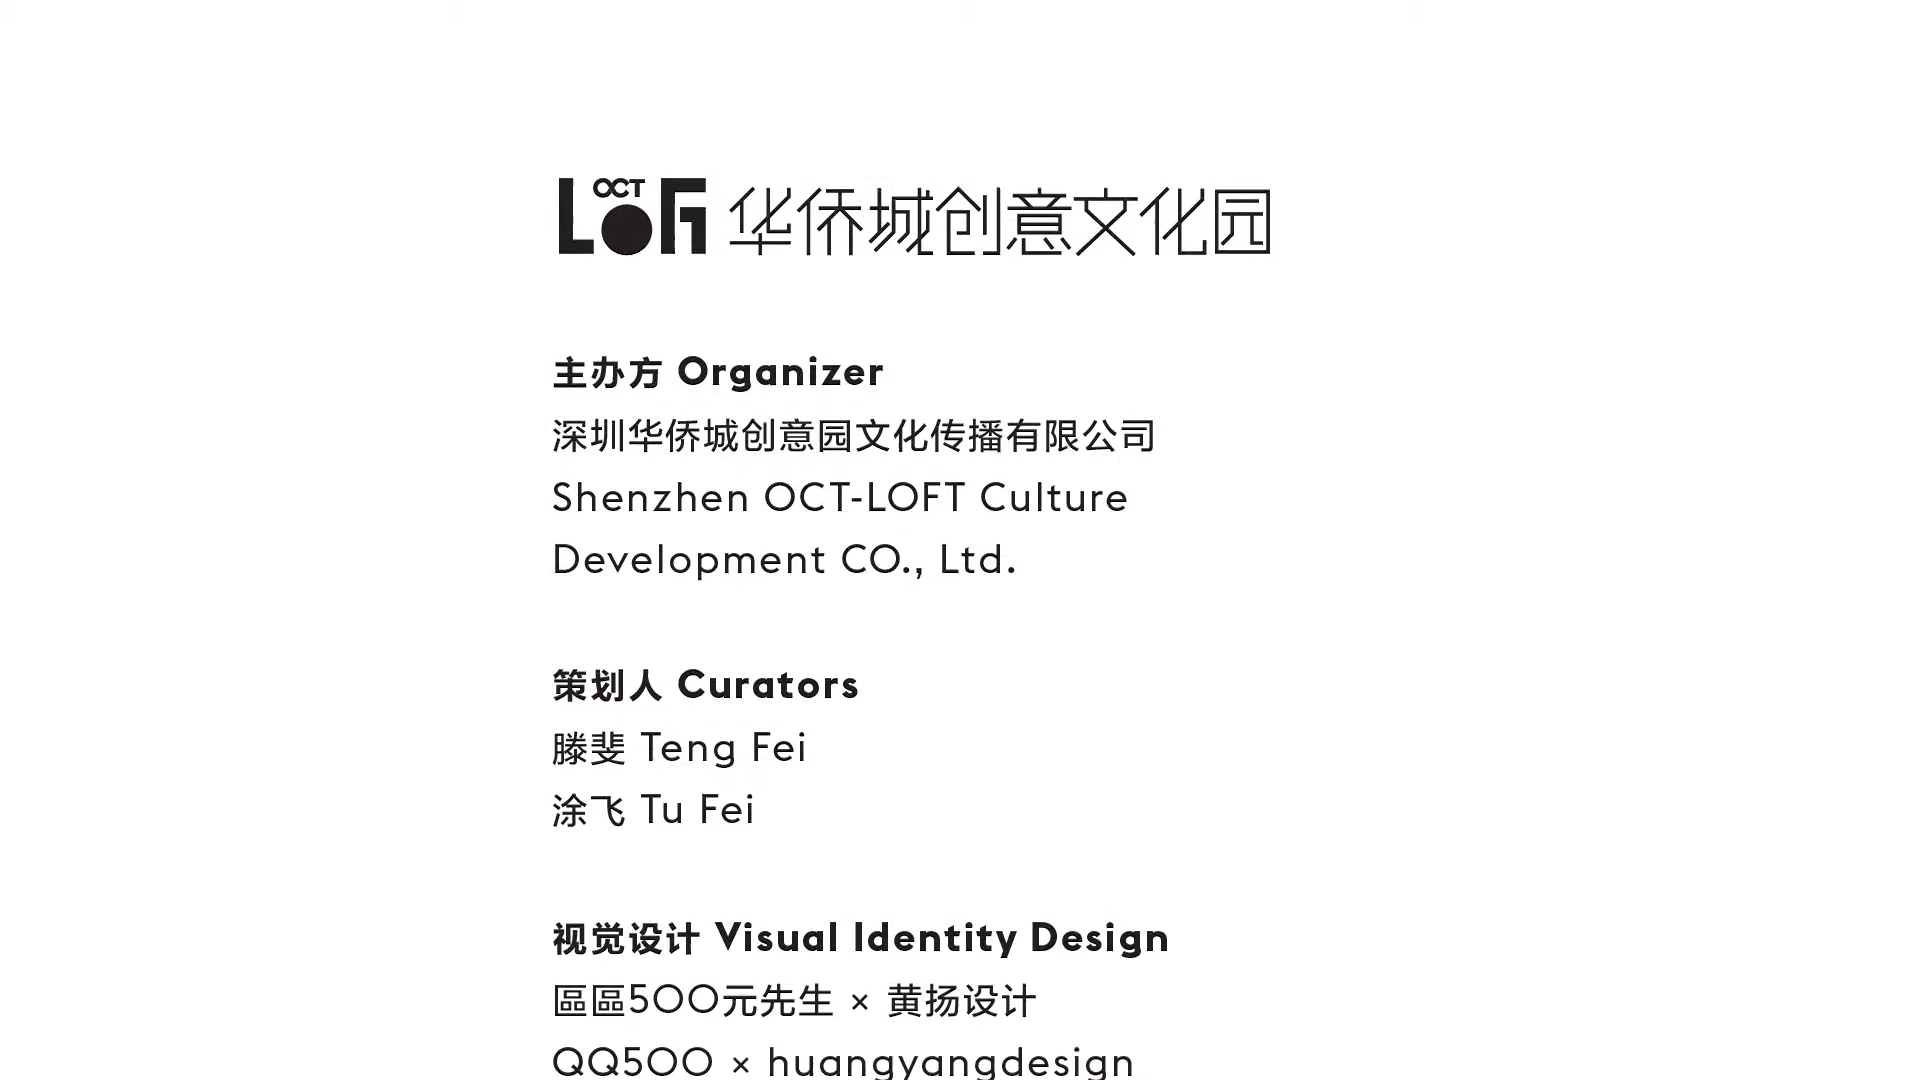 OCT LOFT 华侨城创意文化园
主办方 Organizer
深圳华侨城创意园文化传播有限公司
Shenzhen OCT-LOFT Culture
Development CO., Ltd.
策划人 Curators
滕斐 Teng Fei
涂飞 Tu Fei
视觉设计 Visual Identity Design
區區500元先生 × 黄扬设计
QQ500 × huangyangdesign